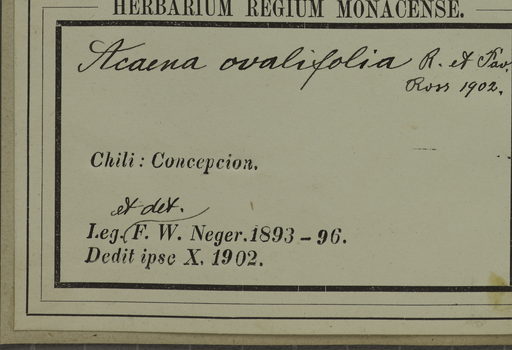 HERBARIUM REGIUM MONACENSE.
Acaena ovalifolia R. et Pav.
Ross 1902.
Chili: Concepcion.
et det.
Leg. F. W. Neger. 1893-96.
Dedit ipse X. 1902.